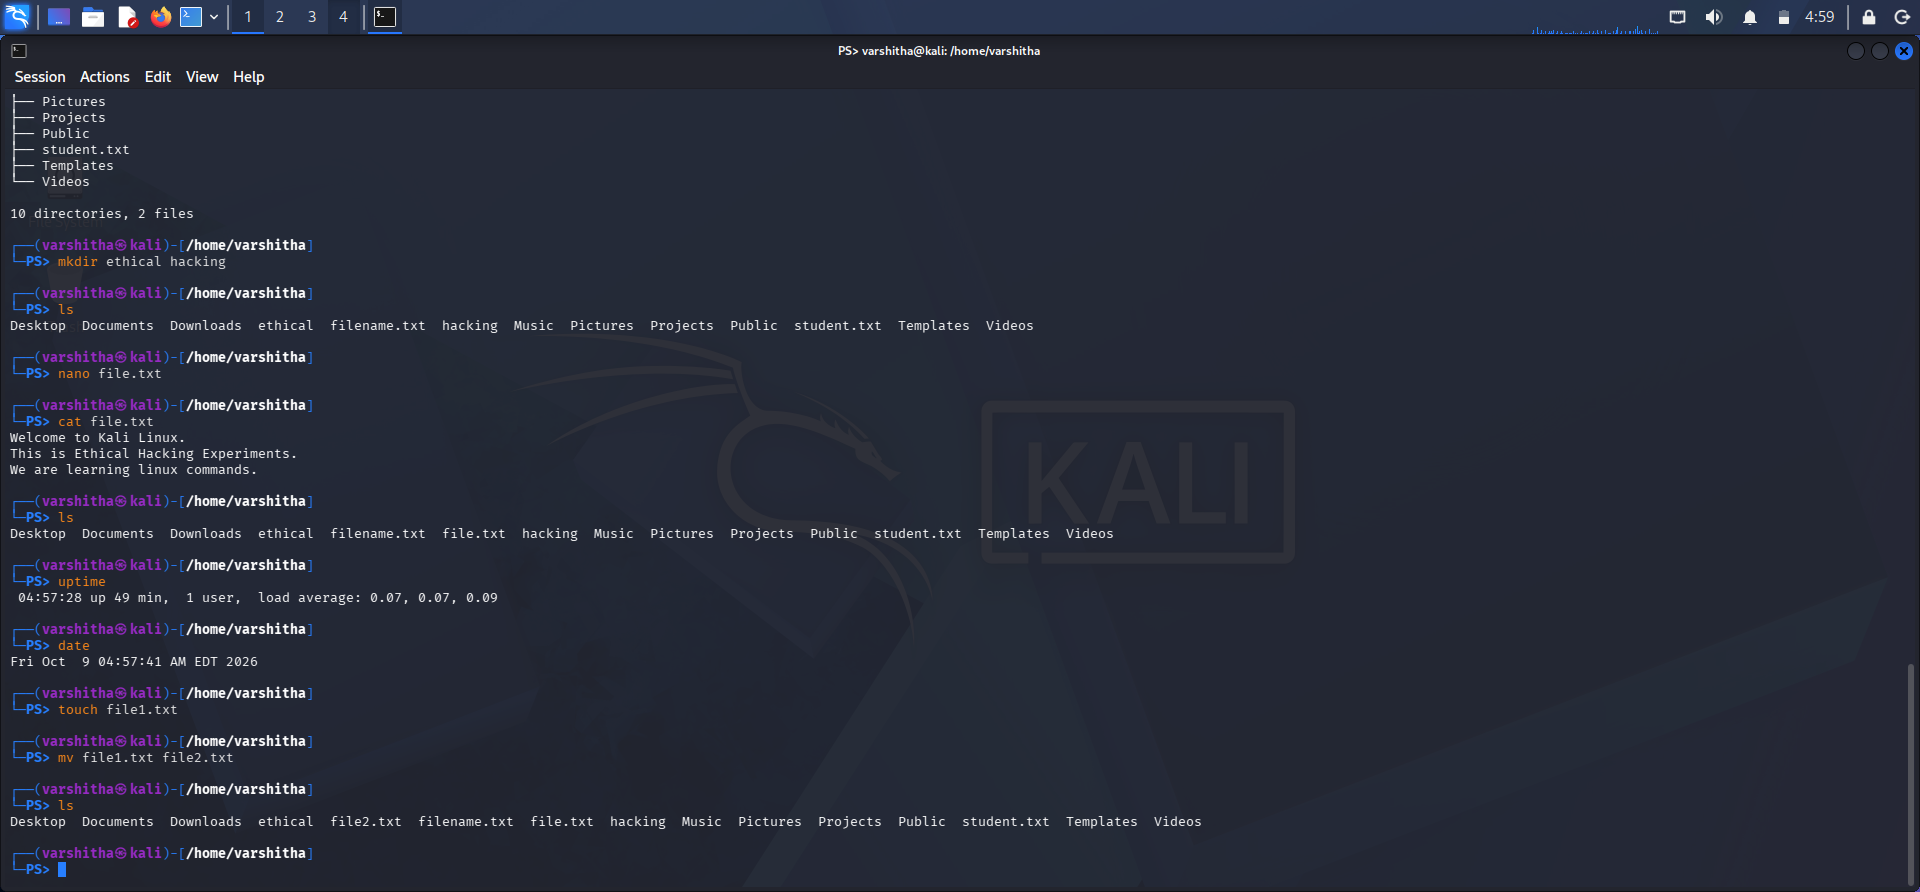 1 2 3 4 4:59
PS> varshitha@kali: /home/varshitha
Session Actions Edit View Help
├── Pictures
├── Projects
├── Public
├── student.txt
├── Templates
└── Videos
10 directories, 2 files
┌──(varshitha㉿kali)-[/home/varshitha]
└─PS> mkdir ethical hacking
┌──(varshitha㉿kali)-[/home/varshitha]
└─PS> ls
Desktop Documents Downloads ethical filename.txt hacking Music Pictures Projects Public student.txt Templates Videos
┌──(varshitha㉿kali)-[/home/varshitha]
└─PS> nano file.txt
┌──(varshitha㉿kali)-[/home/varshitha]
└─PS> cat file.txt
Welcome to Kali Linux.
This is Ethical Hacking Experiments.
We are learning linux commands.
┌──(varshitha㉿kali)-[/home/varshitha]
└─PS> ls
Desktop Documents Downloads ethical filename.txt file.txt hacking Music Pictures Projects Public student.txt Templates Videos
┌──(varshitha㉿kali)-[/home/varshitha]
└─PS> uptime
04:57:28 up 49 min, 1 user, load average: 0.07, 0.07, 0.09
┌──(varshitha㉿kali)-[/home/varshitha]
└─PS> date
Fri Oct 9 04:57:41 AM EDT 2026
┌──(varshitha㉿kali)-[/home/varshitha]
└─PS> touch file1.txt
┌──(varshitha㉿kali)-[/home/varshitha]
└─PS> mv file1.txt file2.txt
┌──(varshitha㉿kali)-[/home/varshitha]
└─PS> ls
Desktop Documents Downloads ethical file2.txt filename.txt file.txt hacking Music Pictures Projects Public student.txt Templates Videos
┌──(varshitha㉿kali)-[/home/varshitha]
└─PS>
KALI